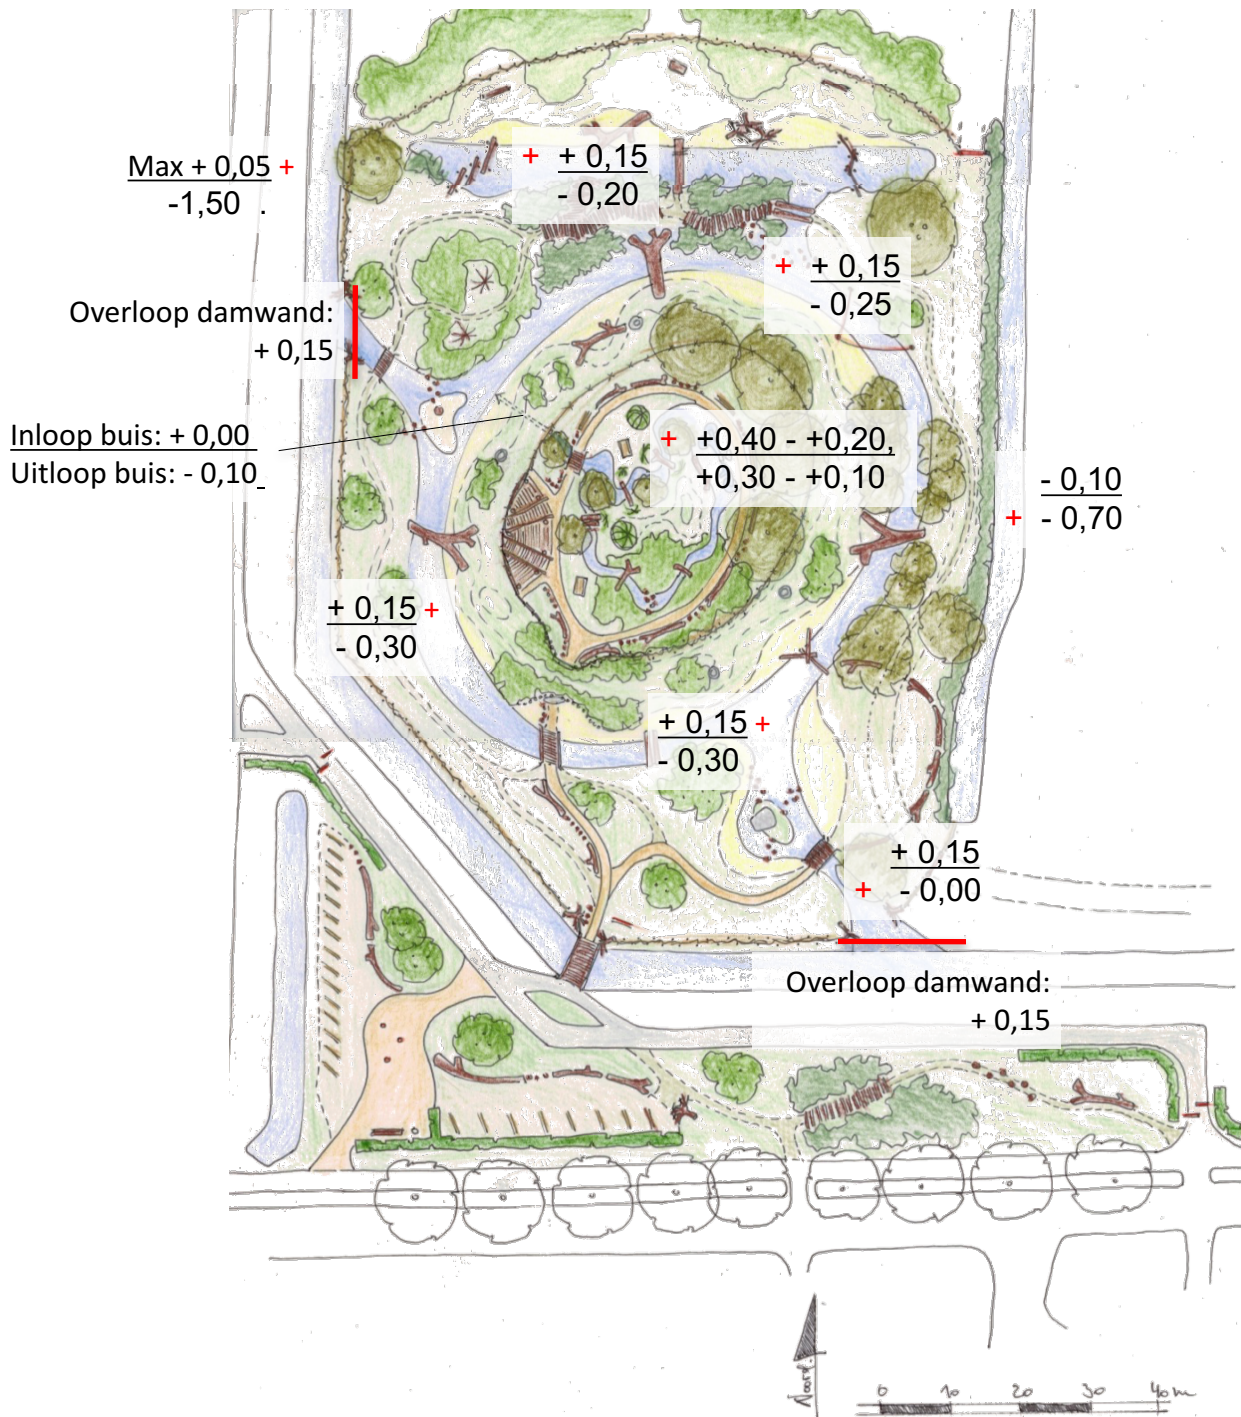 Max + 0,05 +
-1,50 .
+ + 0,15
- 0,20
+ + 0,15
- 0,25
Overloop damwand:
+ 0,15
Inloop buis: + 0,00
Uitloop buis: - 0,10
+ +0,40 - +0,20,
+0,30 - +0,10
- 0,10
+ - 0,70
+ 0,15 +
- 0,30
+ 0,15 +
- 0,30
+ 0,15
+ - 0,00
Overloop damwand:
+ 0,15
Noord
0 10 20 30 40 m